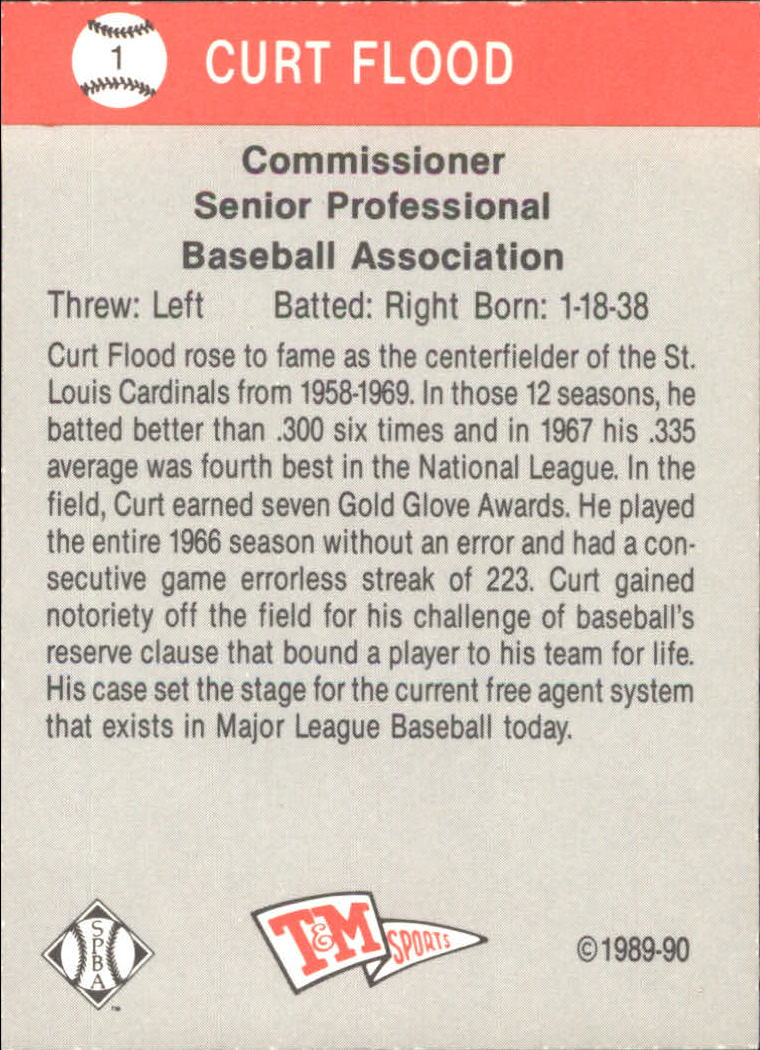 1
CURT FLOOD
Commissioner
Senior Professional
Baseball Association
Threw: Left Batted: Right Born: 1-18-38
Curt Flood rose to fame as the centerfielder of the St.
Louis Cardinals from 1958-1969. In those 12 seasons, he
batted better than .300 six times and in 1967 his .335
average was fourth best in the National League. In the
field, Curt earned seven Gold Glove Awards. He played
the entire 1966 season without an error and had a con-
secutive game errorless streak of 223. Curt gained
notoriety off the field for his challenge of baseball's
reserve clause that bound a player to his team for life.
His case set the stage for the current free agent system
that exists in Major League Baseball today.
SPBA
™
T&M
SPORTS
©1989-90